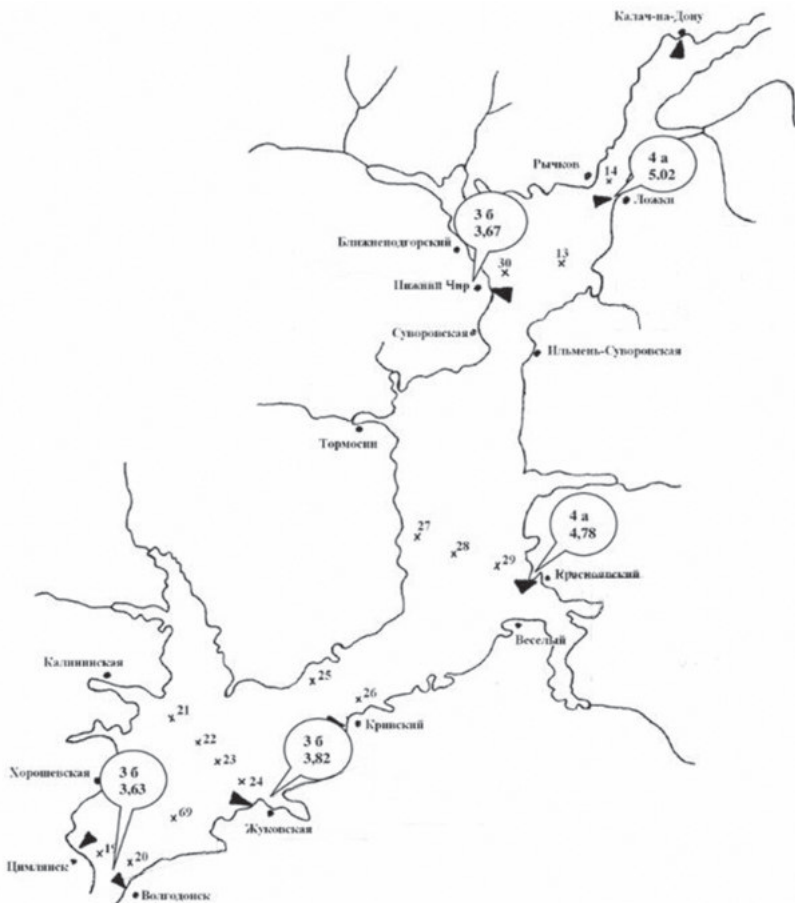 Калач-на-Дону
Рычков
14
4 а
5,02
Ложки
3 б
3,67
Ближнеподгорский
30
13
Нижний Чир
Суворовская
Ильмень-Суворовская
Тормосин
27
28
29
4 а
4,78
Красноярский
Веселый
Калининская
25
26
21
22
23
24
Кривский
3 б
3,82
Хорошевская
3 б
3,63
69
Жуковская
19
20
Цимлянск
Волгодонск